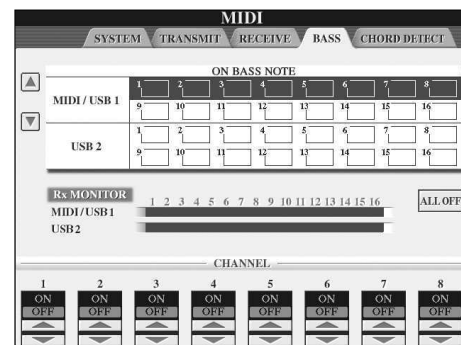 MIDI
SYSTEM TRANSMIT RECEIVE BASS CHORD DETECT
ON BASS NOTE
1 2 3 4 5 6 7 8
MIDI / USB 1
9 10 11 12 13 14 15 16
1 2 3 4 5 6 7 8
USB 2
9 10 11 12 13 14 15 16
Rx MONITOR
1 2 3 4 5 6 7 8 9 10 11 12 13 14 15 16
ALL OFF
MIDI/USB1
USB2
CHANNEL
1 2 3 4 5 6 7 8
ON ON ON ON ON ON ON ON
OFF OFF OFF OFF OFF OFF OFF OFF